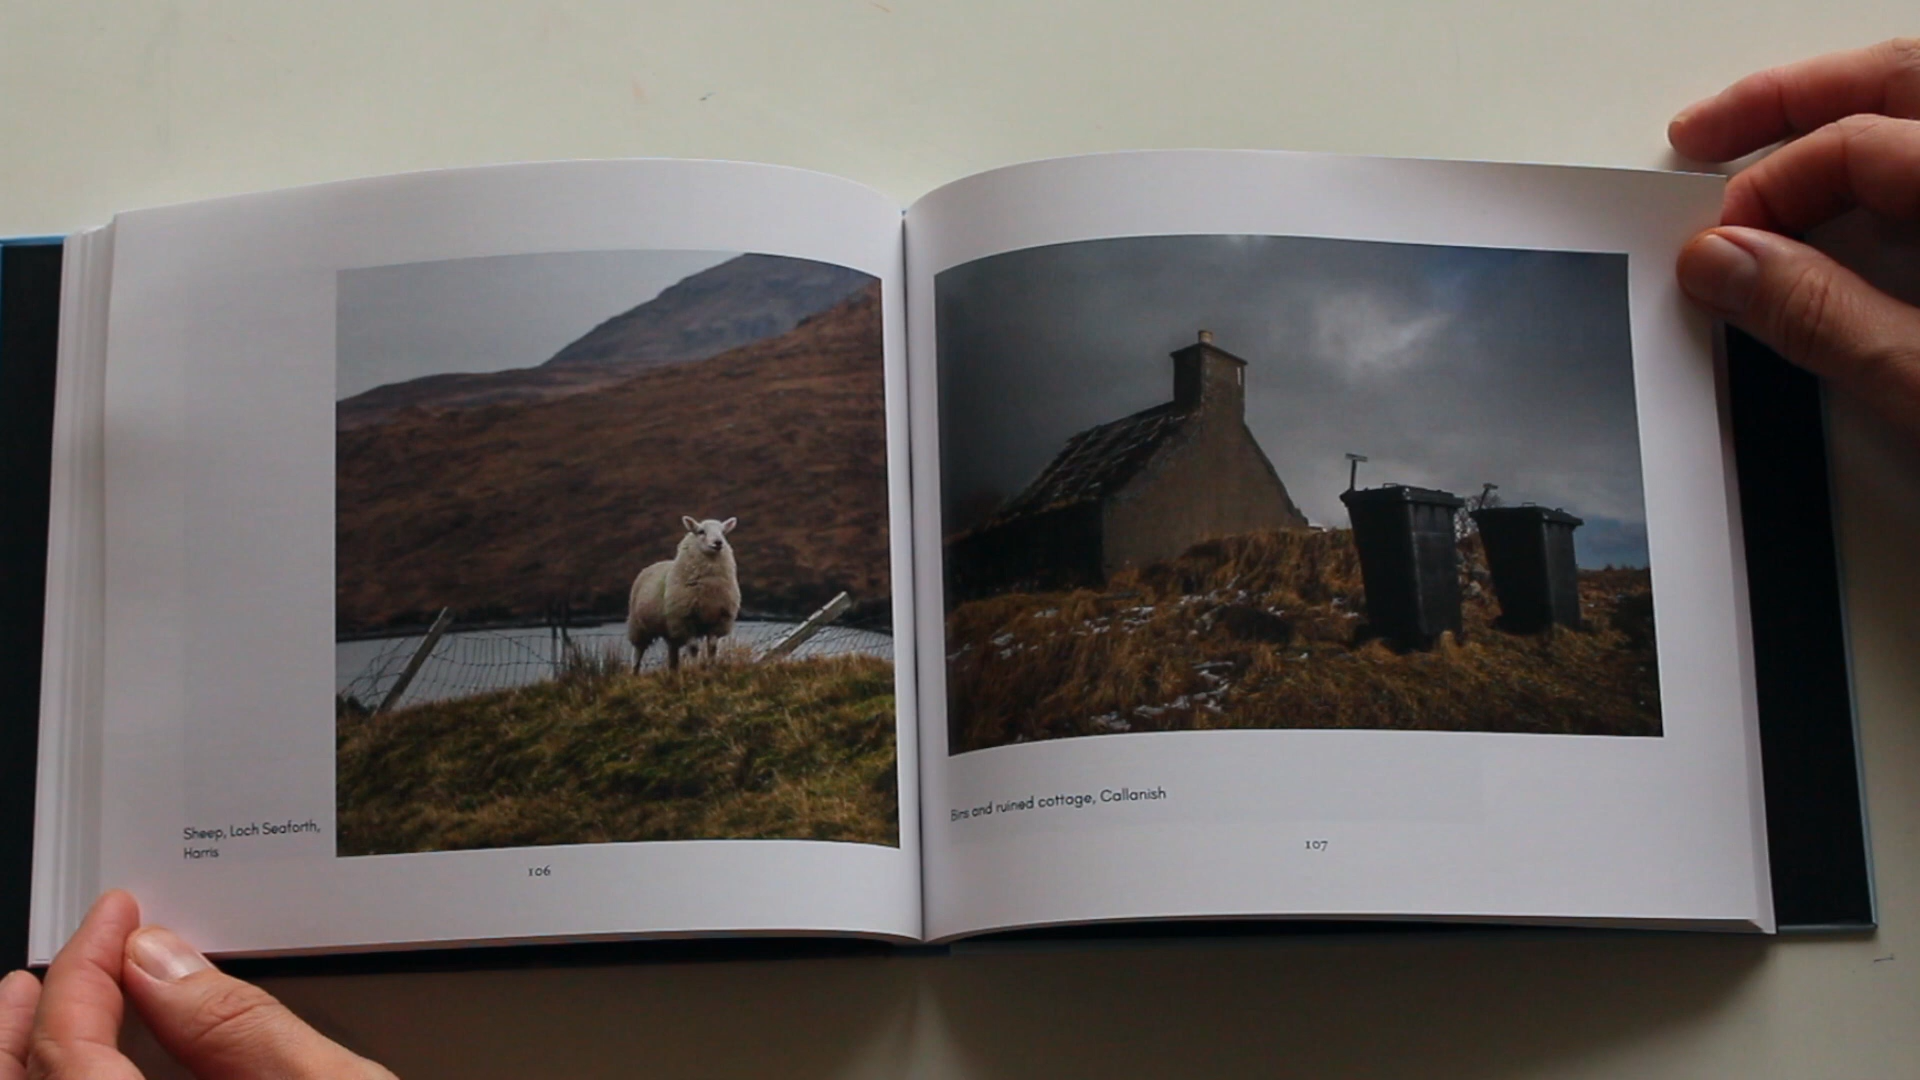 Sheep, Loch Seaforth,
Harris
106
Bins and ruined cottage, Callanish
107